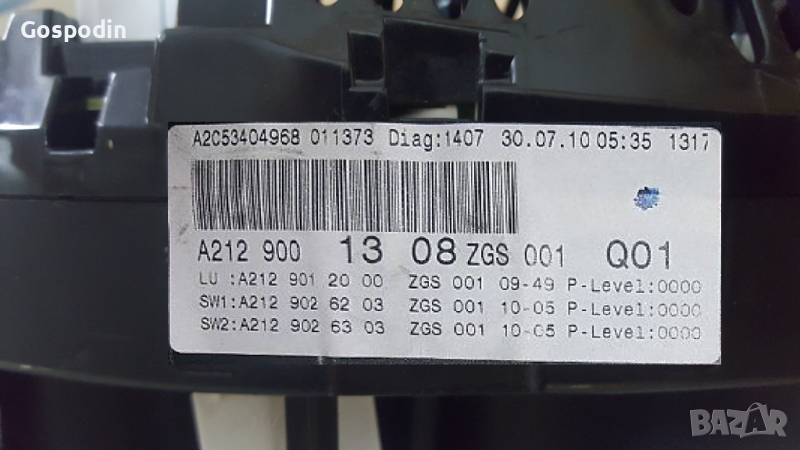 Gospodin
A2C53404968 011373 Diag:1407 30.07.10 05:35 1317
A212 900 13 08 ZGS 001 Q01
LU :A212 901 20 00 ZGS 001 09-49 P-Level:0000
SW1:A212 902 62 03 ZGS 001 10-05 P-Level:0000
SW2:A212 902 63 03 ZGS 001 10-05 P-Level:0000
BAZAR